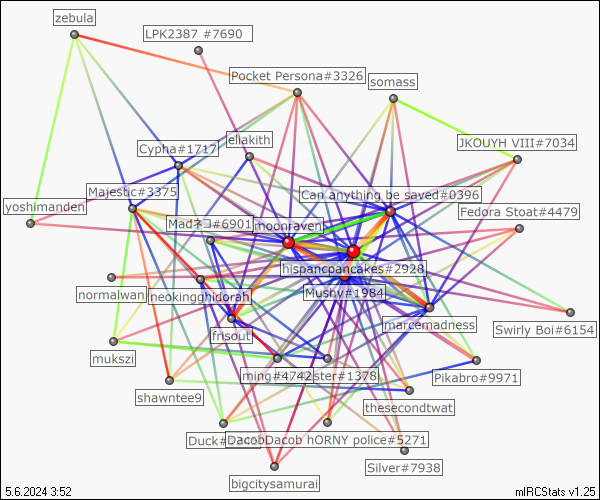 zebula
LPK2387 #7690
Pocket Persona#3326
somass
eliakith
JKOUYH VIII#7034
Cypha#1717
Majestic#3375
Can anything be saved#0396
yoshimanden
Fedora Stoat#4479
Madネコ#6901
moonraven
hispancpancakes#2928
normalwan
neokingghidorah
Mushy#1984
frisout
marcemadness
Swirly Boi#6154
mukszi
ming#4742
ster#1378
Pikabro#9971
shawntee9
thesecondtwat
Duck#
DacobDacob hORNY police#5271
Silver#7938
bigcitysamurai
5.6.2024 3:52
mIRCStats v1.25